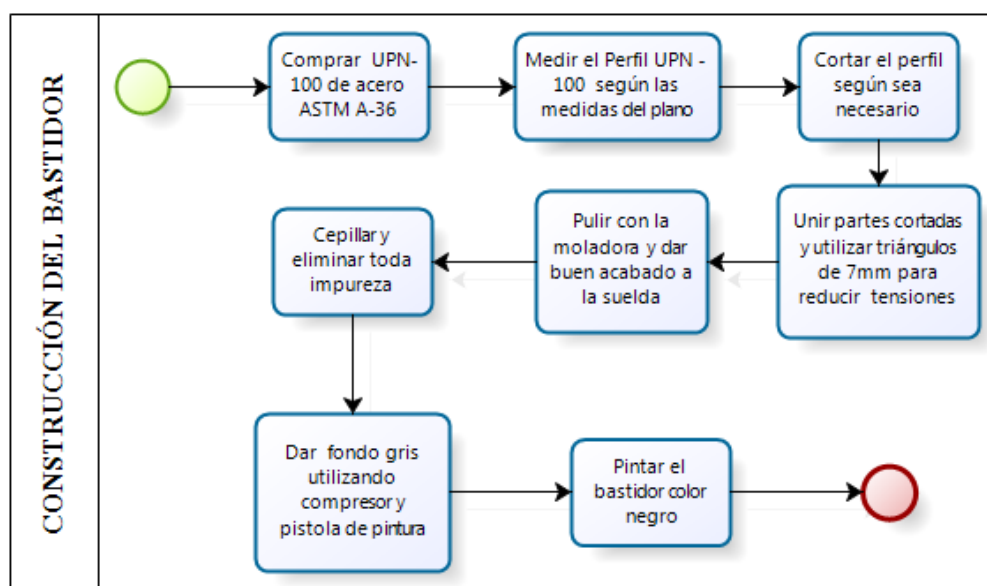 CONSTRUCCIÓN DEL BASTIDOR
Comprar UPN-
100 de acero
ASTM A-36
Medir el Perfil UPN -
100 según las
medidas del plano
Cortar el perfil
según sea
necesario
Unir partes cortadas
y utilizar triángulos
de 7mm para
reducir tensiones
Pulir con la
moladora y dar
buen acabado a
la suelda
Cepillar y
eliminar toda
impureza
Dar fondo gris
utilizando
compresor y
pistola de pintura
Pintar el
bastidor color
negro